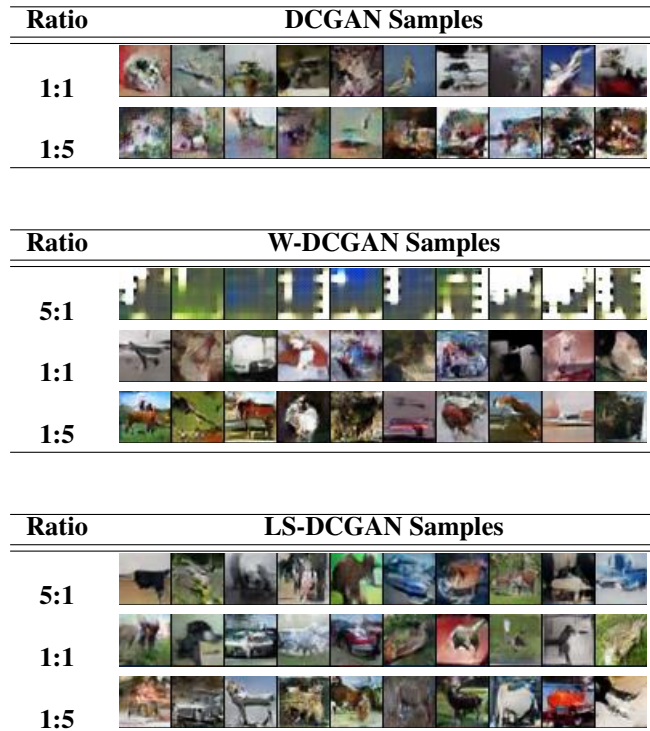 Ratio DCGAN Samples
1:1
1:5
Ratio W-DCGAN Samples
5:1
1:1
1:5
Ratio LS-DCGAN Samples
5:1
1:1
1:5